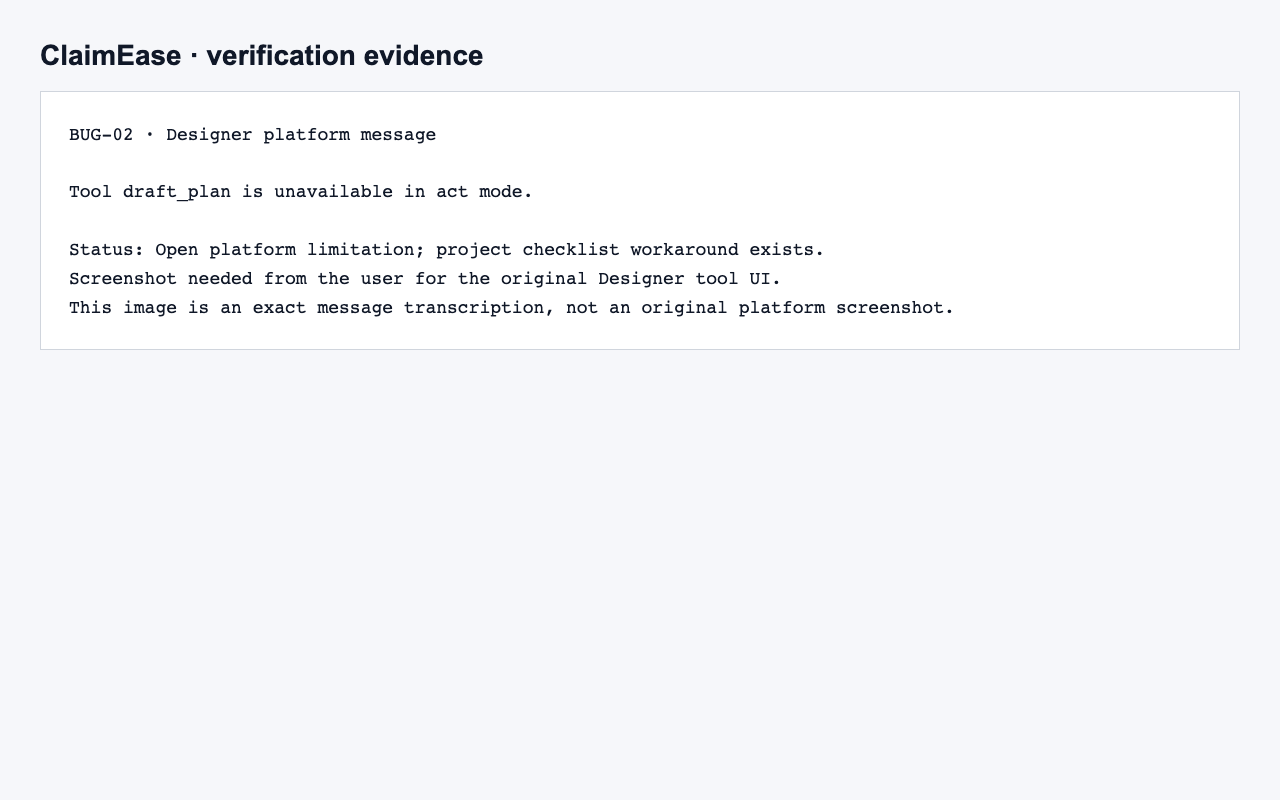 ClaimEase · verification evidence
BUG-02 · Designer platform message
Tool draft_plan is unavailable in act mode.
Status: Open platform limitation; project checklist workaround exists.
Screenshot needed from the user for the original Designer tool UI.
This image is an exact message transcription, not an original platform screenshot.